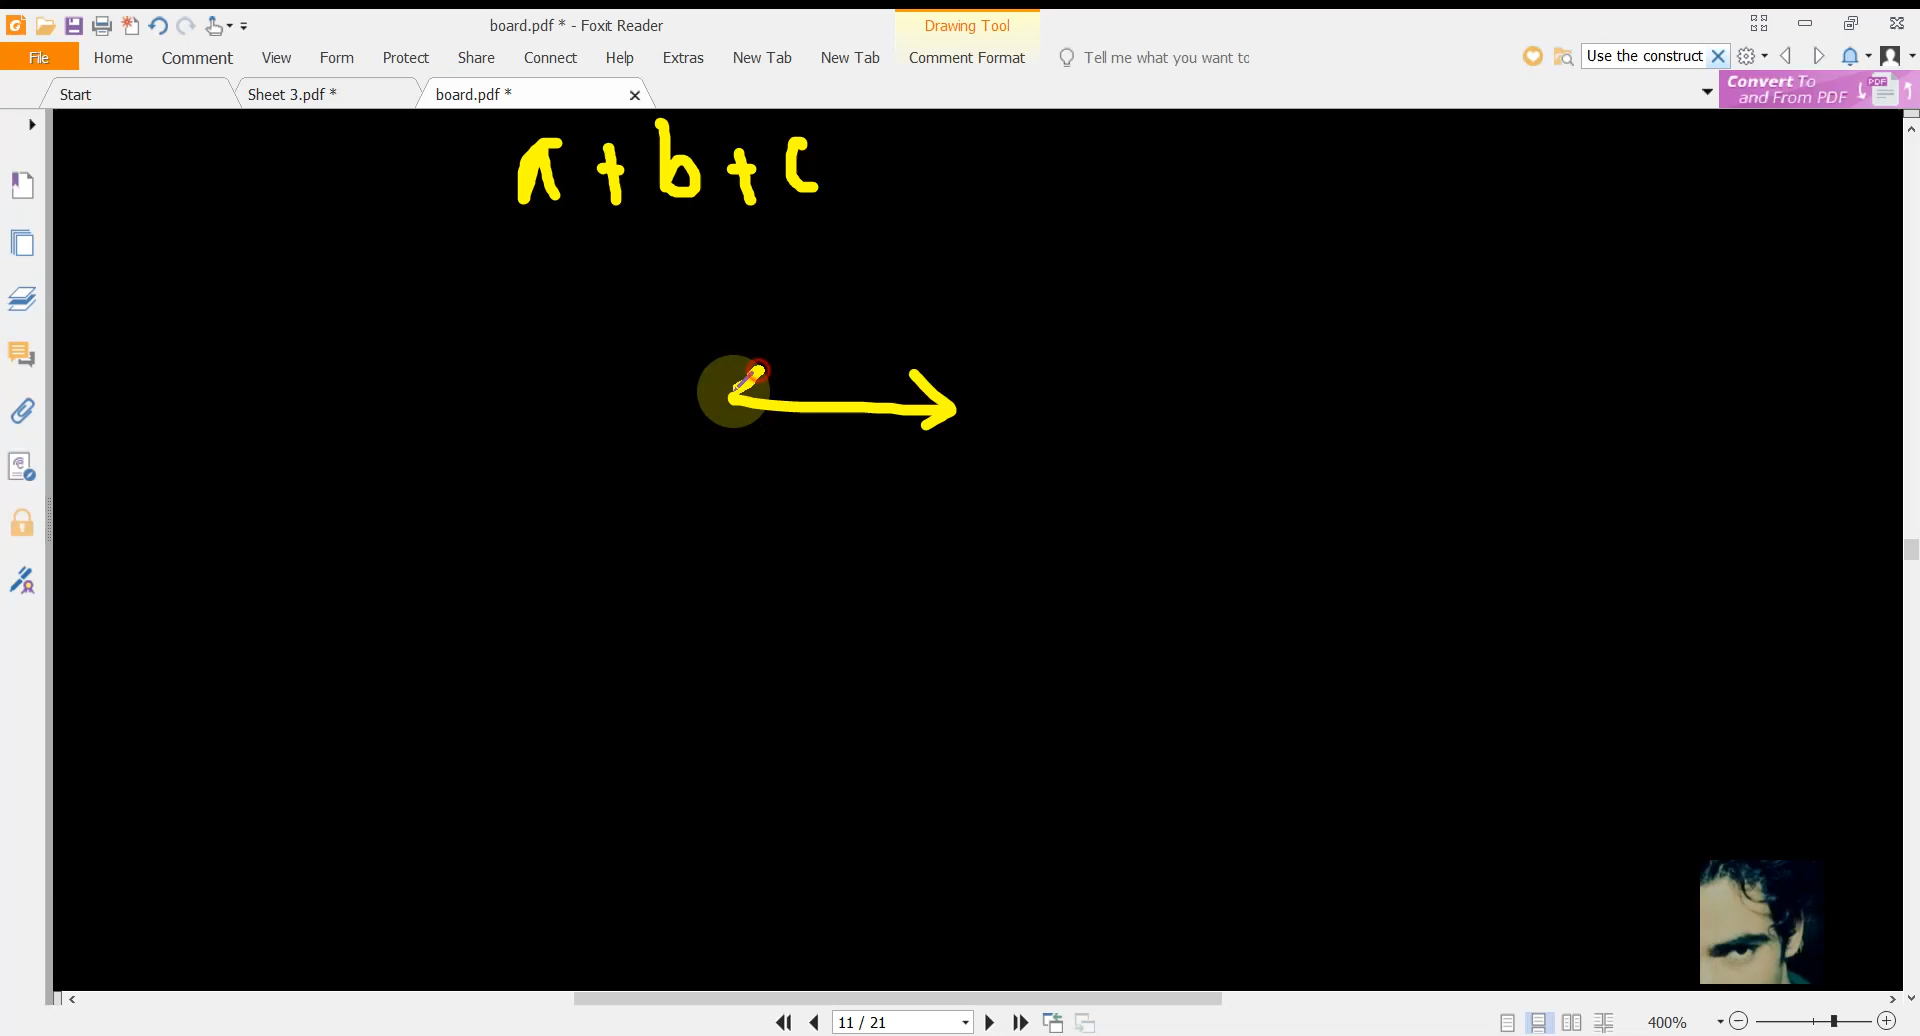 board.pdf * - Foxit Reader
Drawing Tool
File Home Comment View Form Protect Share Connect Help Extras New Tab New Tab Comment Format Tell me what you want to
Use the construct
Start Sheet 3.pdf * board.pdf *
Convert To
and From PDF
PDF
a + b + c
11 / 21
400%